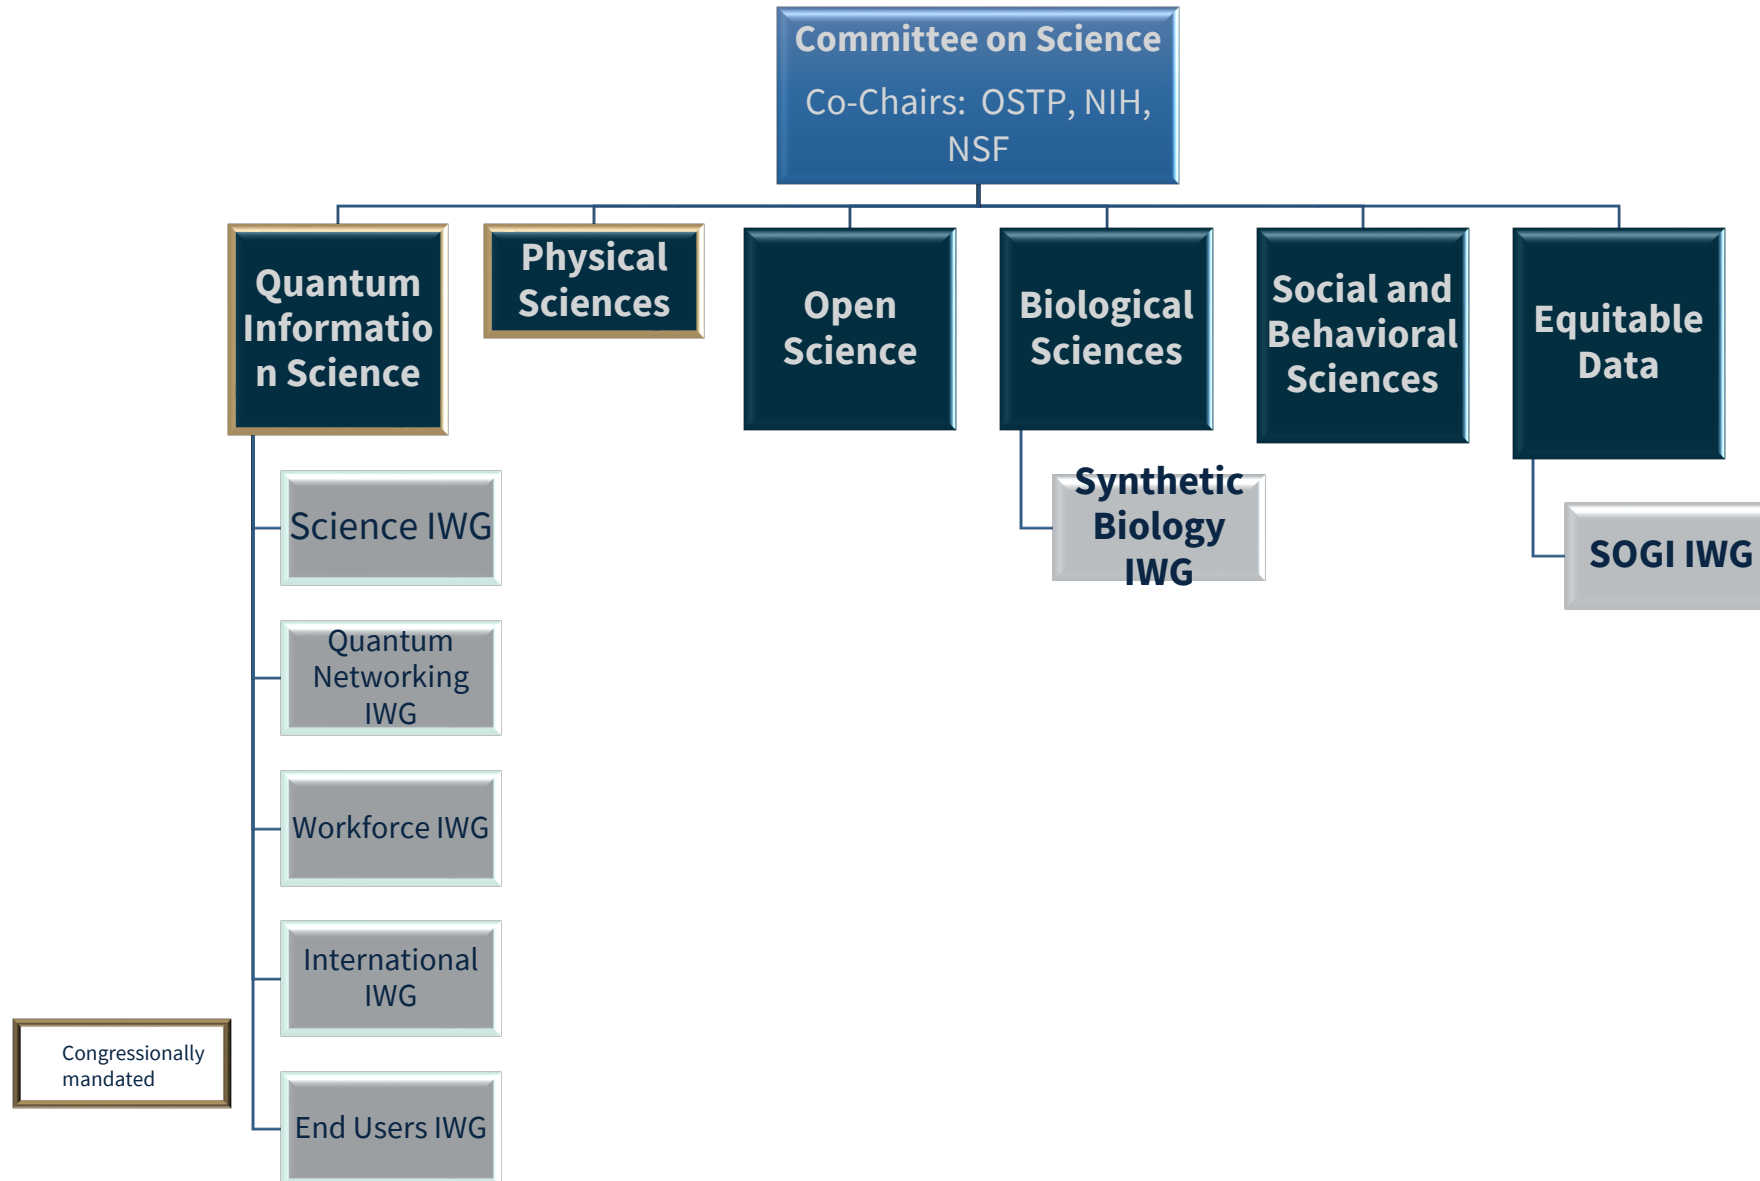 Committee on Science
Co-Chairs: OSTP, NIH,
NSF
Quantum
Informatio
n Science
Physical
Sciences
Open
Science
Biological
Sciences
Social and
Behavioral
Sciences
Equitable
Data
Science IWG
Quantum
Networking
IWG
Workforce IWG
International
IWG
End Users IWG
Synthetic
Biology
IWG
SOGI IWG
Congressionally
mandated